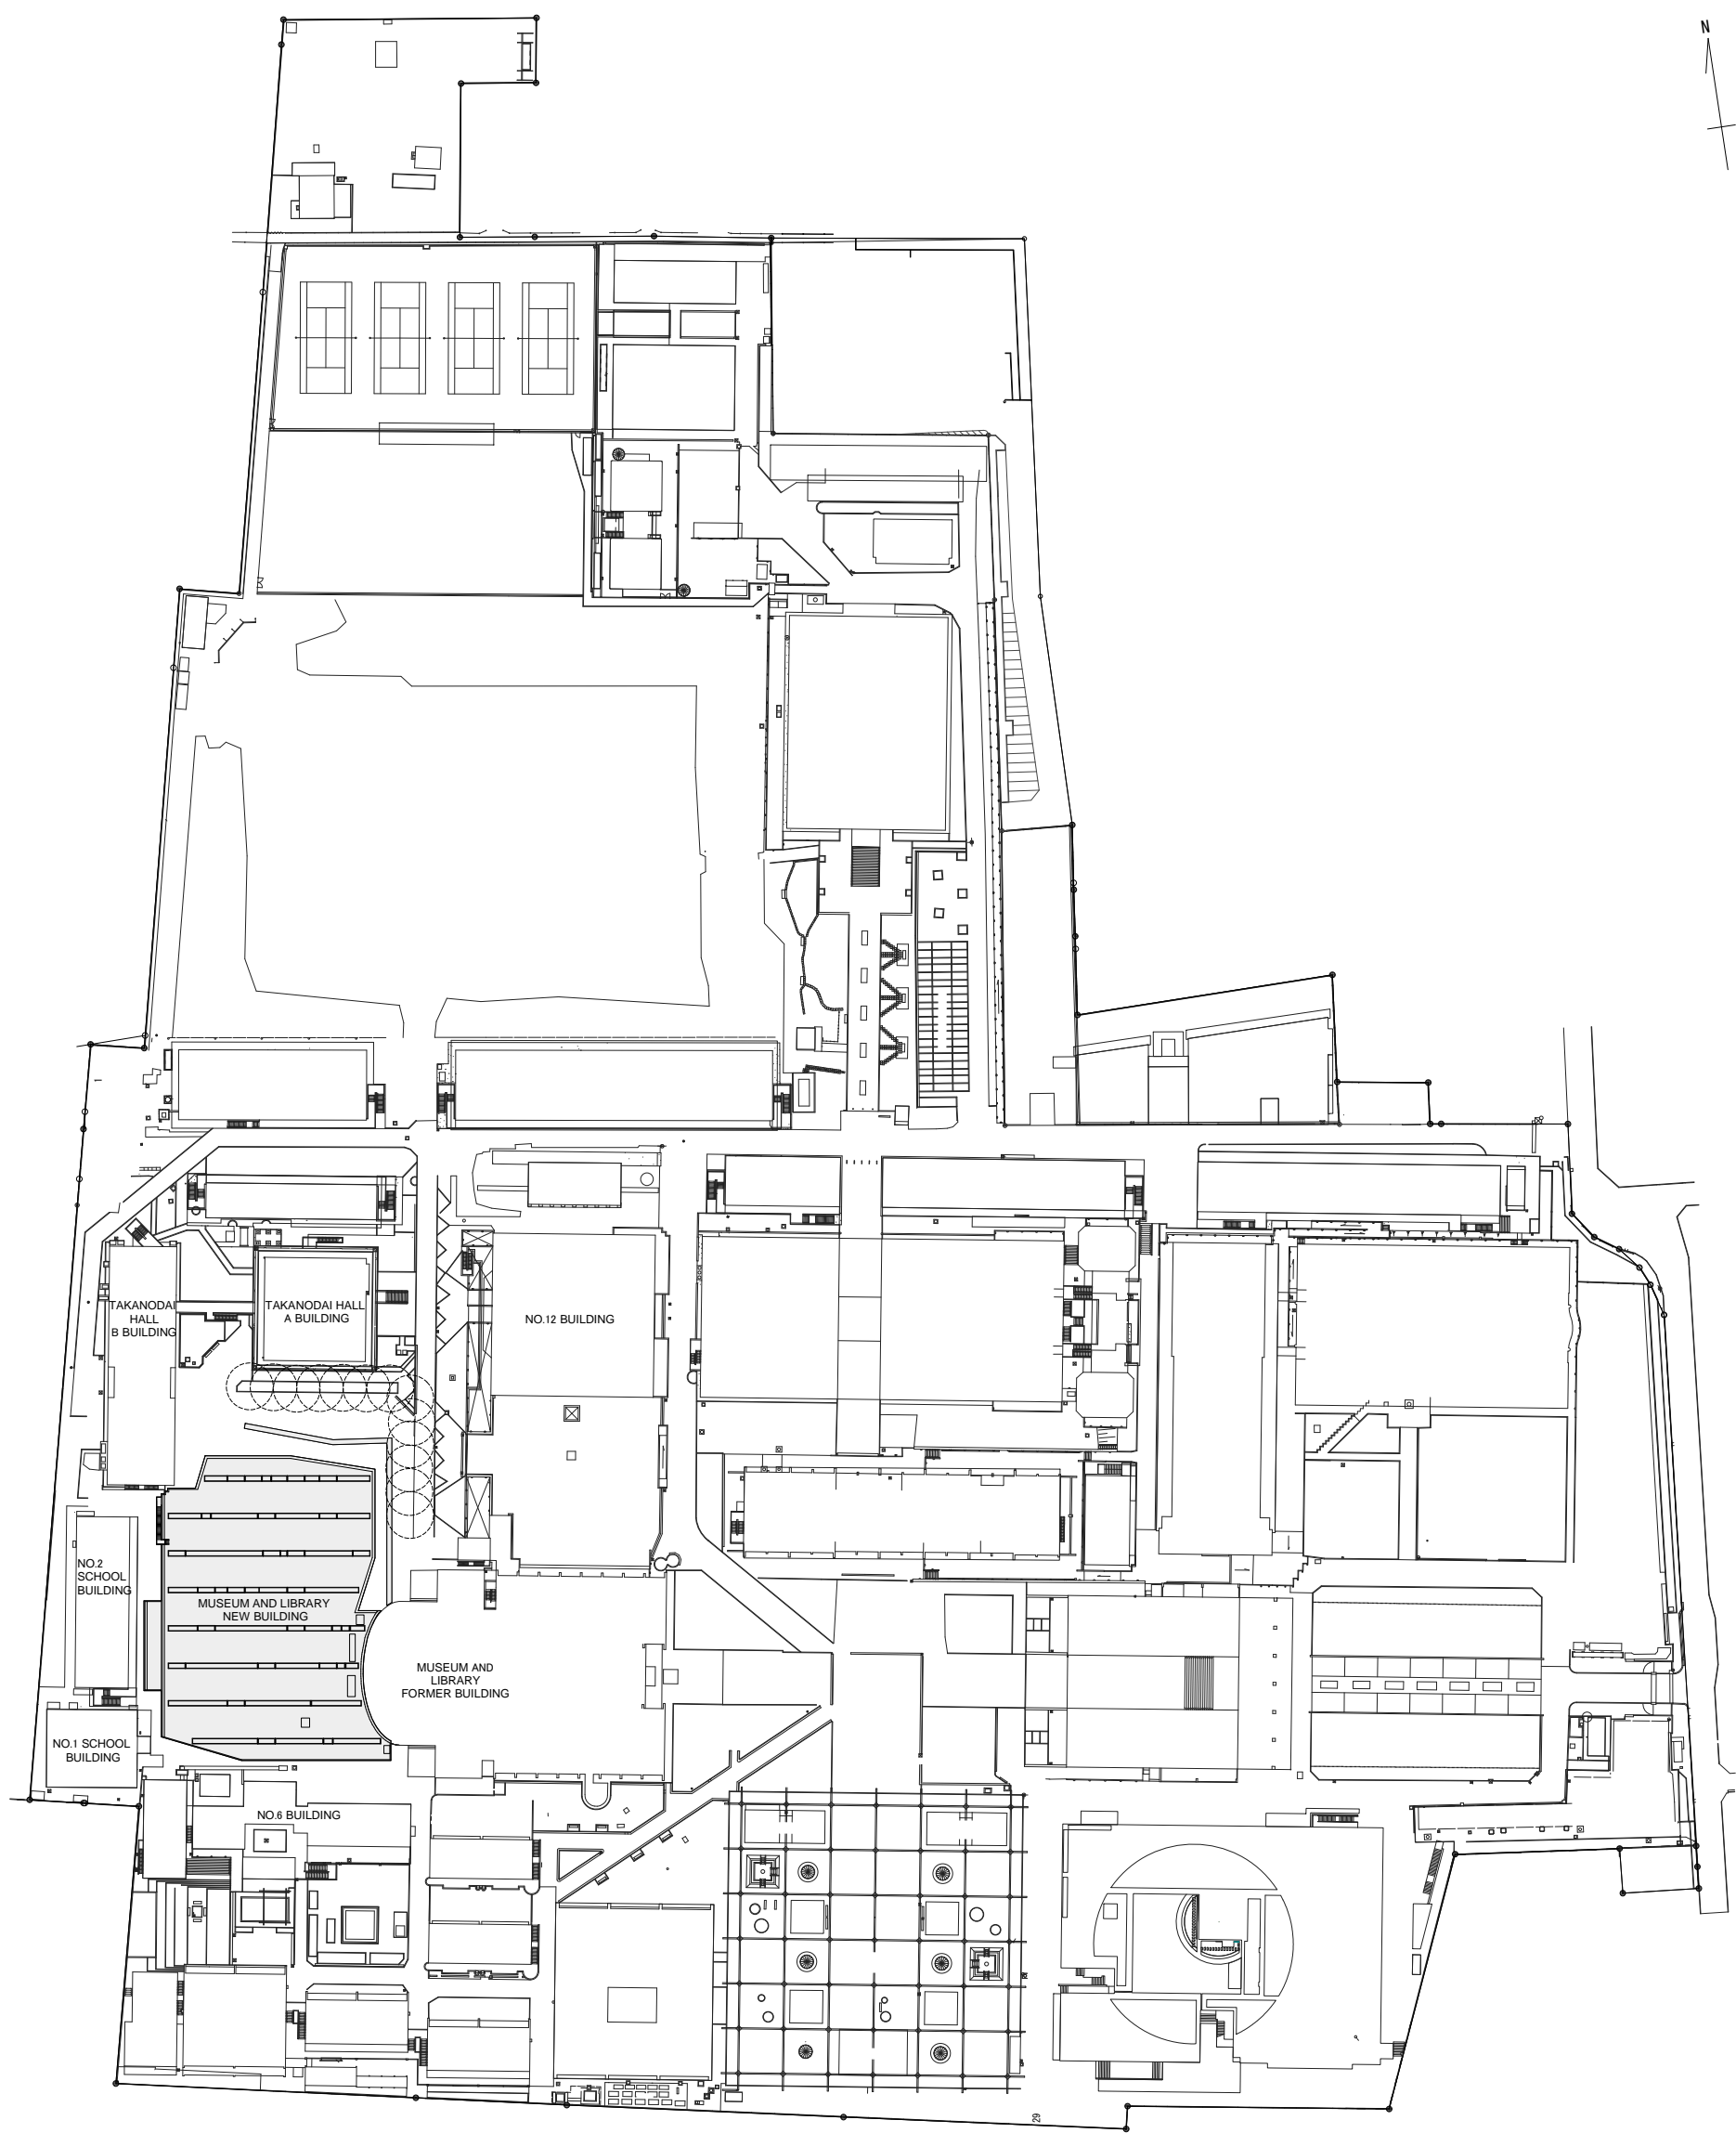 N
TAKANODAI
HALL
B BUILDING
TAKANODAI HALL
A BUILDING
NO.12 BUILDING
NO.2
SCHOOL
BUILDING
MUSEUM AND LIBRARY
NEW BUILDING
MUSEUM AND
LIBRARY
FORMER BUILDING
NO.1 SCHOOL
BUILDING
NO.6 BUILDING
29